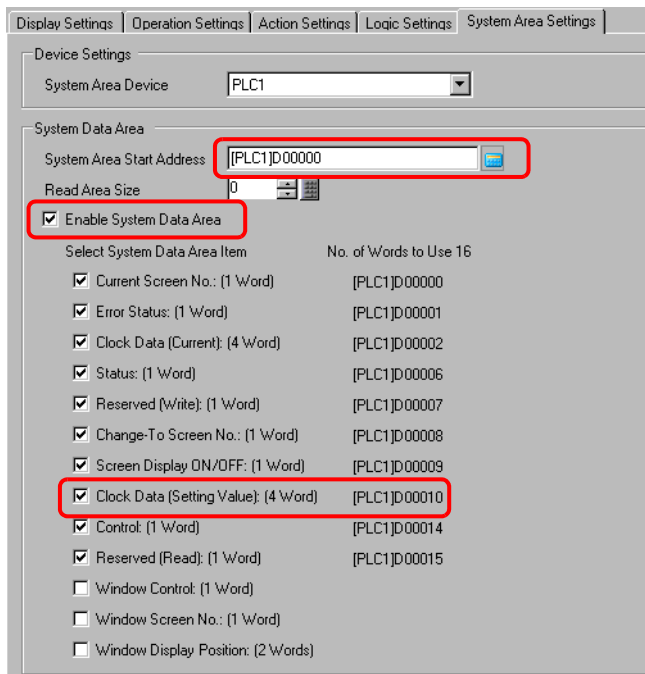 Display Settings Operation Settings Action Settings Logic Settings System Area Settings
Device Settings
System Area Device PLC1
System Data Area
System Area Start Address [PLC1]D00000
Read Area Size 0
Enable System Data Area
Select System Data Area Item No. of Words to Use 16
Current Screen No.: (1 Word) [PLC1]D00000
Error Status: (1 Word) [PLC1]D00001
Clock Data (Current): (4 Word) [PLC1]D00002
Status: (1 Word) [PLC1]D00006
Reserved (Write): (1 Word) [PLC1]D00007
Change-To Screen No.: (1 Word) [PLC1]D00008
Screen Display ON/OFF: (1 Word) [PLC1]D00009
Clock Data (Setting Value): (4 Word) [PLC1]D00010
Control: (1 Word) [PLC1]D00014
Reserved (Read): (1 Word) [PLC1]D00015
Window Control: (1 Word)
Window Screen No.: (1 Word)
Window Display Position: (2 Words)